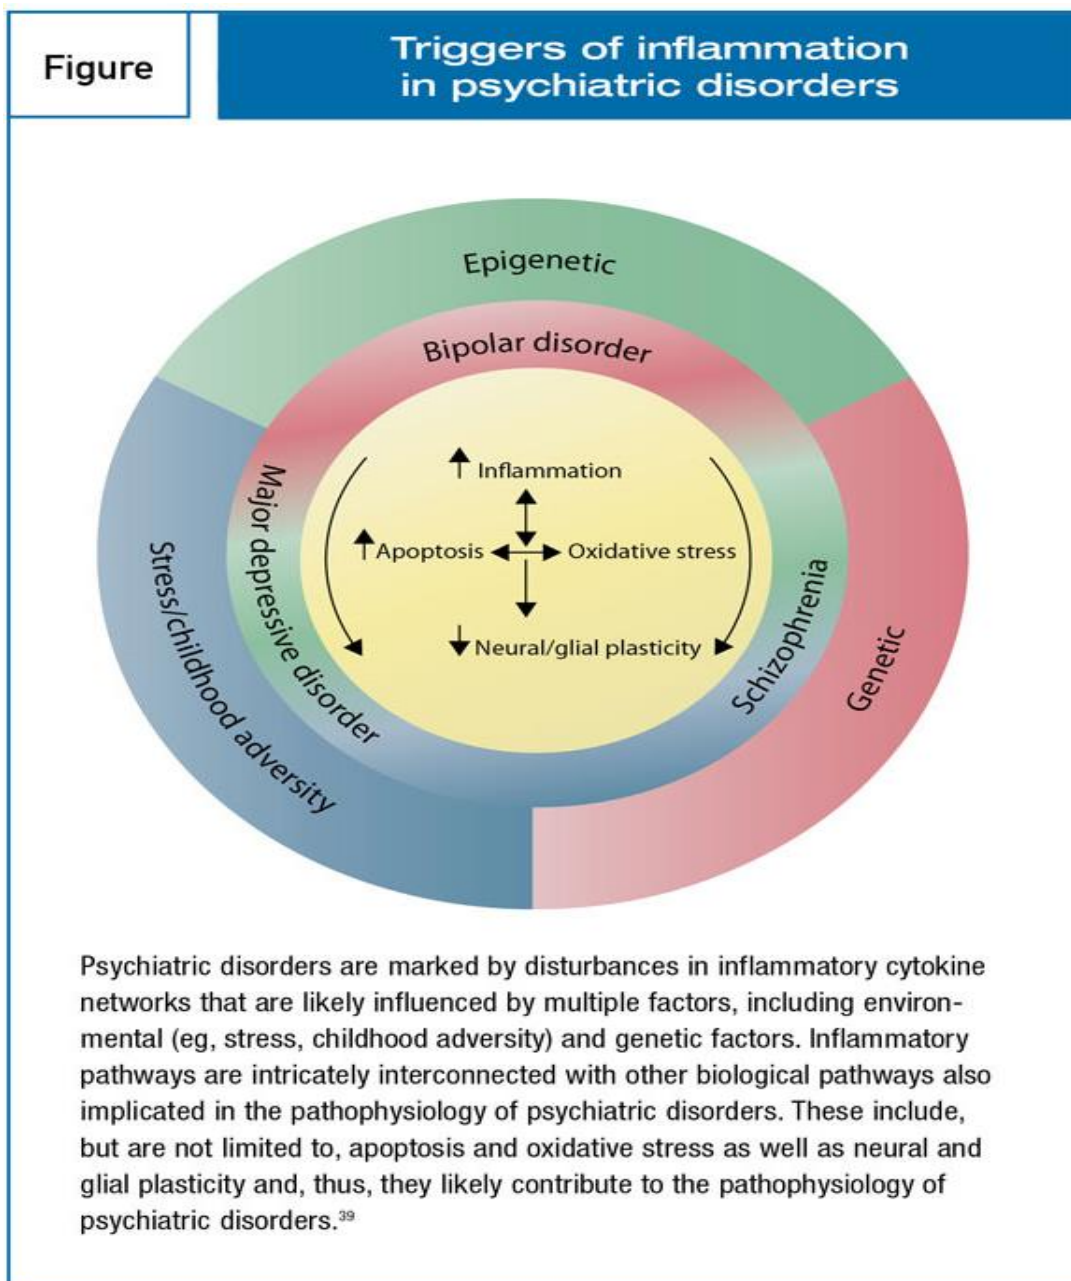 Figure
Triggers of inflammation
in psychiatric disorders
Epigenetic
Bipolar disorder
Major depressive disorder
Stress/childhood adversity
Schizophrenia
Genetic
Inflammation
Apoptosis
Oxidative stress
Neural/glial plasticity
Psychiatric disorders are marked by disturbances in inflammatory cytokine
networks that are likely influenced by multiple factors, including environ-
mental (eg, stress, childhood adversity) and genetic factors. Inflammatory
pathways are intricately interconnected with other biological pathways also
implicated in the pathophysiology of psychiatric disorders. These include,
but are not limited to, apoptosis and oxidative stress as well as neural and
glial plasticity and, thus, they likely contribute to the pathophysiology of
psychiatric disorders.³⁹